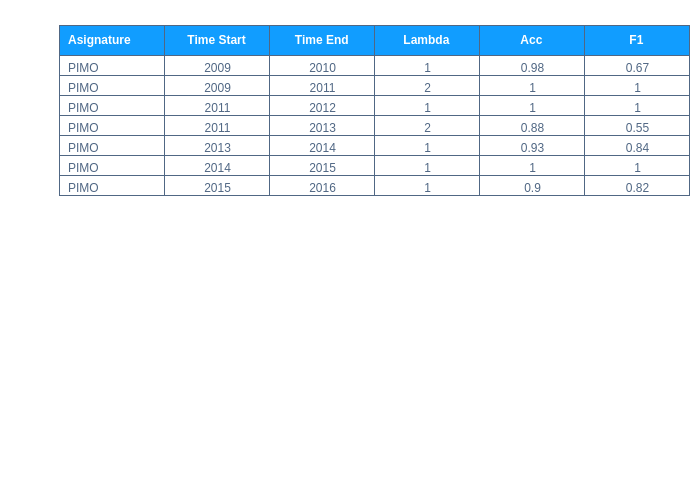 Asignature Time Start Time End Lambda Acc F1
PIMO 2009 2010 1 0.98 0.67
PIMO 2009 2011 2 1 1
PIMO 2011 2012 1 1 1
PIMO 2011 2013 2 0.88 0.55
PIMO 2013 2014 1 0.93 0.84
PIMO 2014 2015 1 1 1
PIMO 2015 2016 1 0.9 0.82